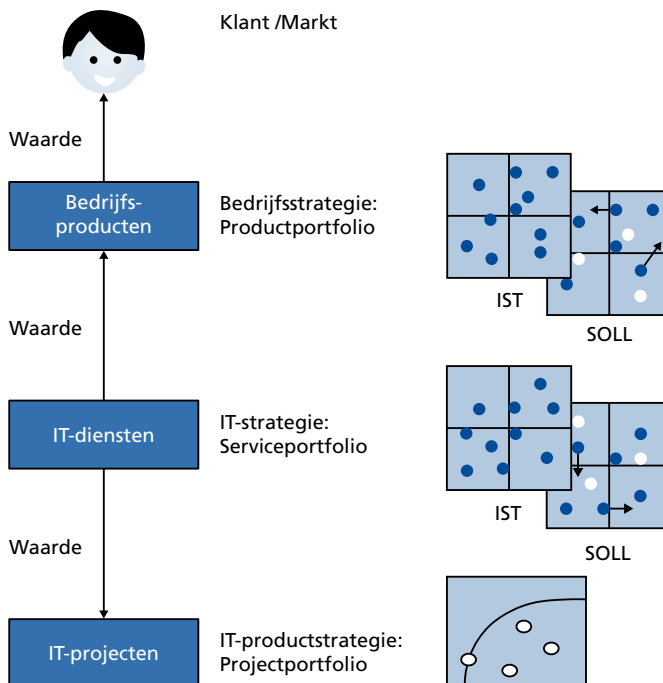 Klant /Markt
Waarde
Bedrijfs-
producten
Bedrijfsstrategie:
Productportfolio
IST
SOLL
Waarde
IT-diensten
IT-strategie:
Serviceportfolio
IST
SOLL
Waarde
IT-projecten
IT-productstrategie:
Projectportfolio